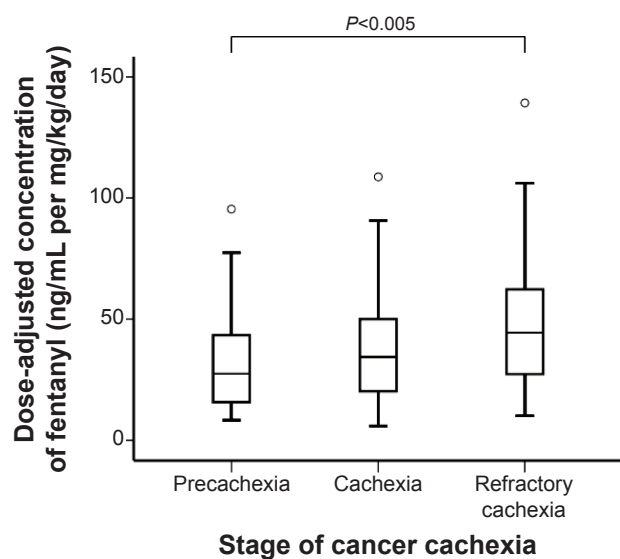 P<0.005
Dose-adjusted concentration
of fentanyl (ng/mL per mg/kg/day)
150
100
50
0
Precachexia
Cachexia
Refractory
cachexia
Stage of cancer cachexia